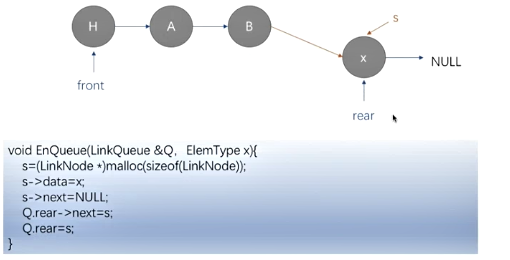 H
A
B
s
x
NULL
front
rear
void EnQueue(LinkQueue &Q, ElemType x){
s=(LinkNode *)malloc(sizeof(LinkNode));
s->data=x;
s->next=NULL;
Q.rear->next=s;
Q.rear=s;
}